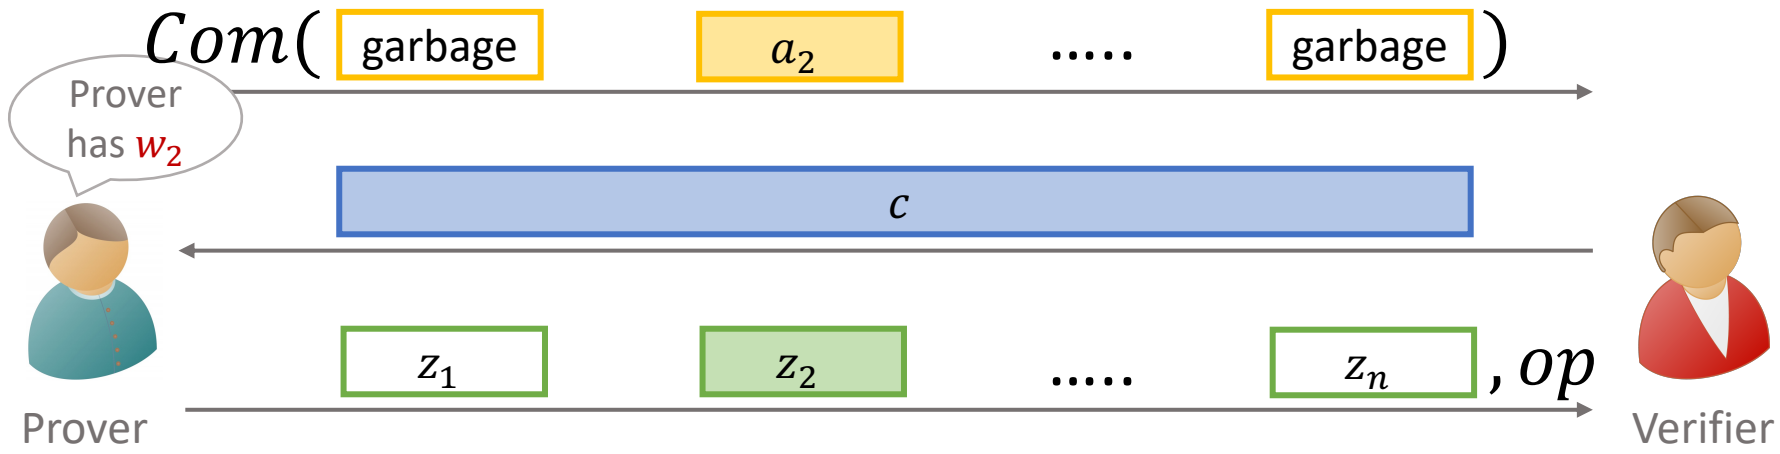 Com( garbage a₂ ..... garbage )
Prover
has w₂
c
z₁ z₂ ..... zₙ , op
Prover Verifier